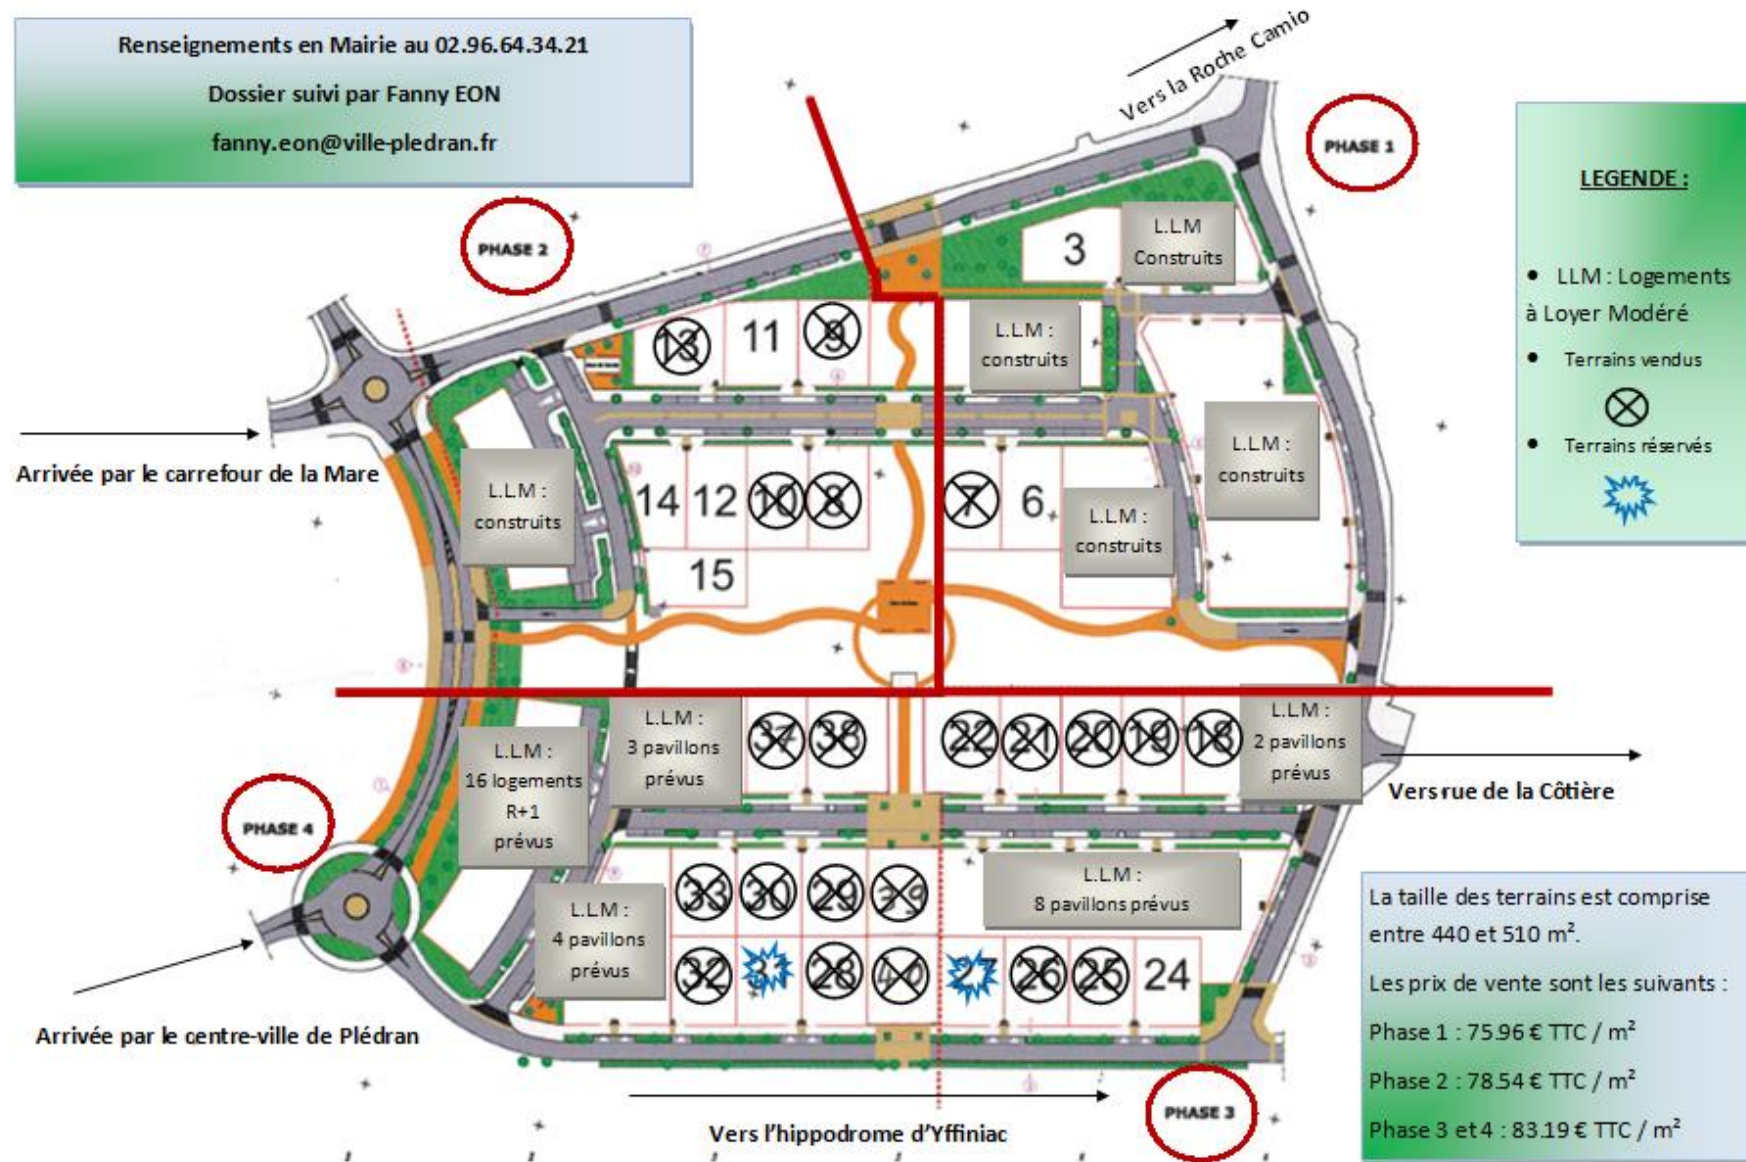 Renseignements en Mairie au 02.96.64.34.21
Dossier suivi par Fanny EON
fanny.eon@ville-pledran.fr
Vers la Roche Camio
PHASE 1
PHASE 2
LEGENDE :
• LLM : Logements
à Loyer Modéré
• Terrains vendus
• Terrains réservés
3
L.L.M
Construits
13
11
9
L.L.M :
construits
L.L.M :
construits
Arrivée par le carrefour de la Mare
L.L.M :
construits
14
12
10
8
7
6
L.L.M :
construits
15
L.L.M :
16 logements
R+1
prévus
L.L.M :
3 pavillons
prévus
37
38
22
21
20
19
18
L.L.M :
2 pavillons
prévus
Vers rue de la Côtière
PHASE 4
33
30
29
39
L.L.M :
8 pavillons prévus
L.L.M :
4 pavillons
prévus
32
31
28
40
27
26
25
24
Arrivée par le centre-ville de Plédran
Vers l'hippodrome d'Yffiniac
PHASE 3
La taille des terrains est comprise
entre 440 et 510 m².
Les prix de vente sont les suivants :
Phase 1 : 75.96 € TTC / m²
Phase 2 : 78.54 € TTC / m²
Phase 3 et 4 : 83.19 € TTC / m²